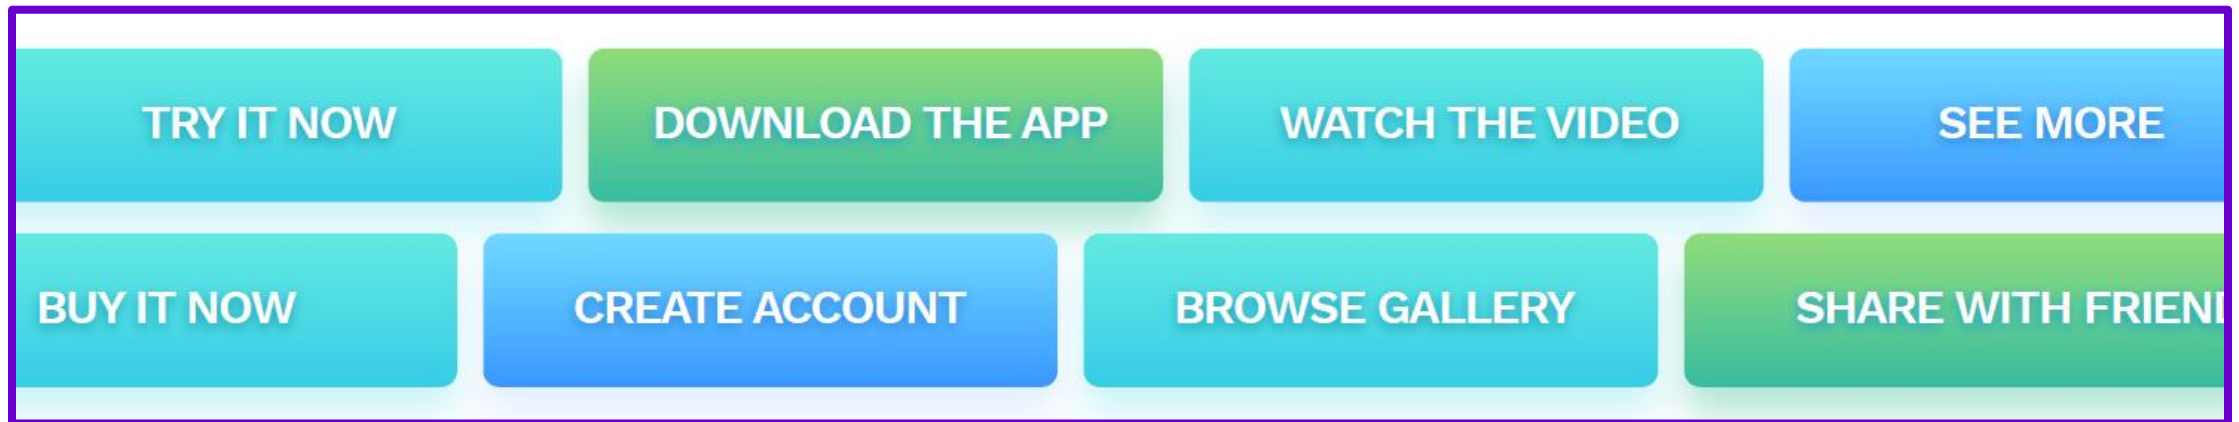 TRY IT NOW DOWNLOAD THE APP WATCH THE VIDEO SEE MORE
BUY IT NOW CREATE ACCOUNT BROWSE GALLERY SHARE WITH FRIEND